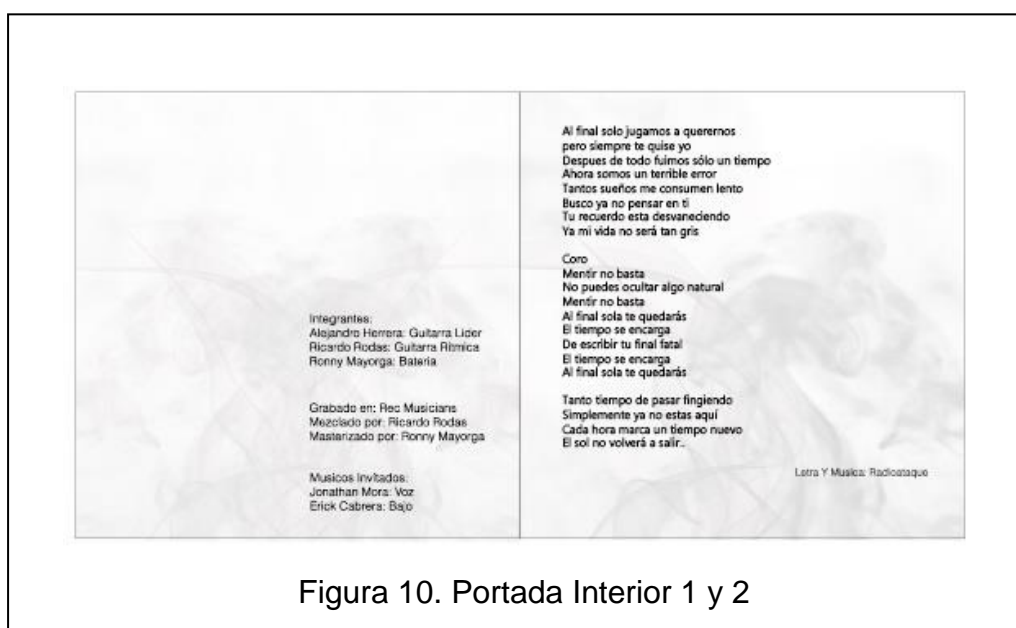 Integrantes:
Alejandro Herrera: Guitarra Lider
Ricardo Rodas: Guitarra Ritmica
Ronny Mayorga: Bateria
Grabado en: Rec Musicians
Mezclado por: Ricardo Rodas
Masterizado por: Ronny Mayorga
Musicos Invitados:
Jonathan Mora: Voz
Erick Cabrera: Bajo
Al final solo jugamos a querernos
pero siempre te quise yo
Despues de todo fuimos sólo un tiempo
Ahora somos un terrible error
Tantos sueños me consumen lento
Busco ya no pensar en ti
Tu recuerdo esta desvaneciendo
Ya mi vida no será tan gris
Coro
Mentir no basta
No puedes ocultar algo natural
Mentir no basta
Al final sola te quedarás
El tiempo se encarga
De escribir tu final fatal
El tiempo se encarga
Al final sola te quedarás
Tanto tiempo de pasar fingiendo
Simplemente ya no estas aquí
Cada hora marca un tiempo nuevo
El sol no volverá a salir..
Letra Y Musica: Radioataque
Figura 10. Portada Interior 1 y 2